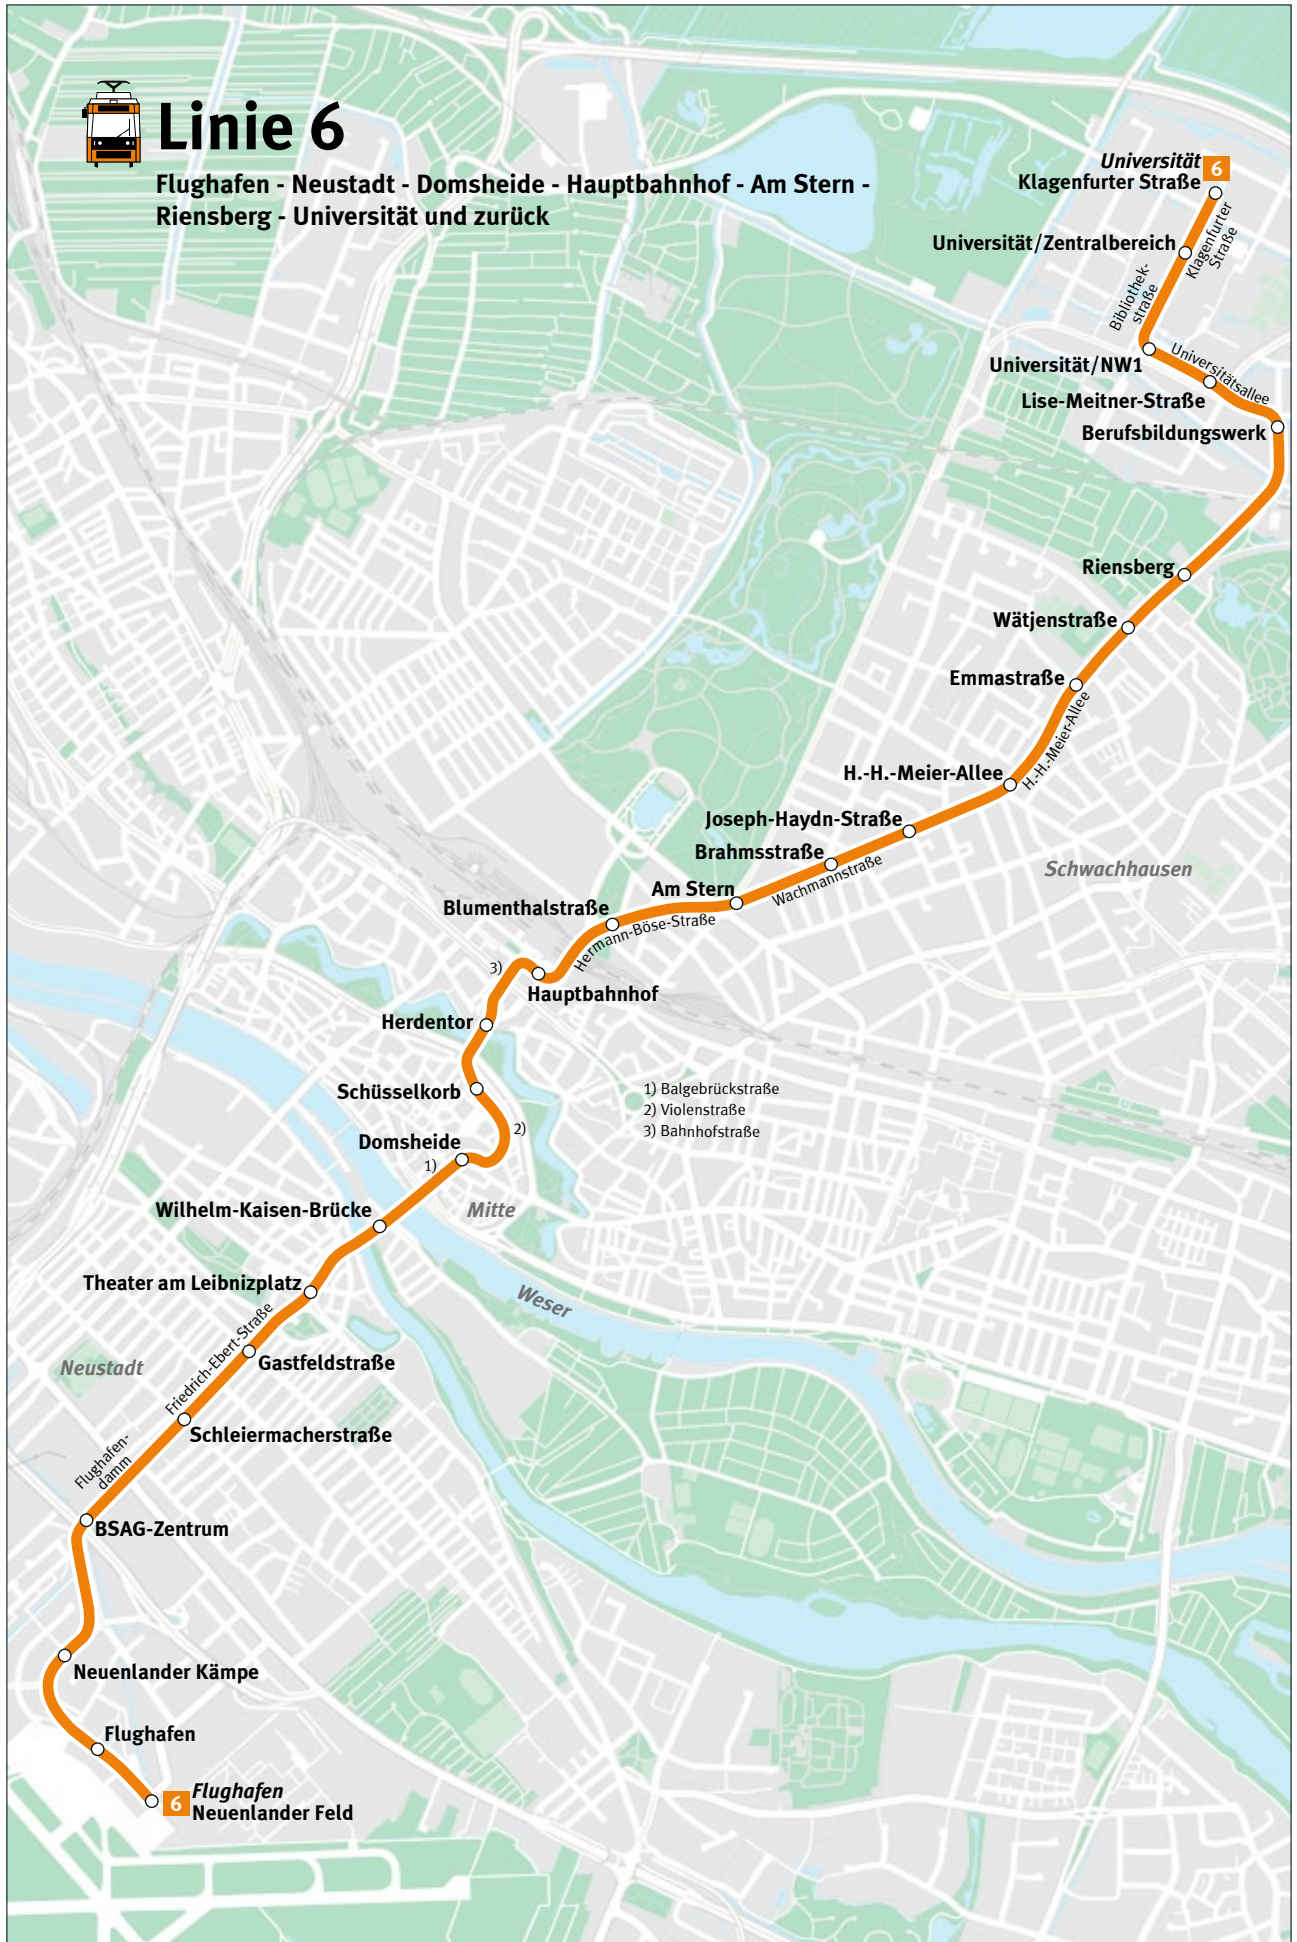 Linie 6
Flughafen - Neustadt - Domsheide - Hauptbahnhof - Am Stern -
Riensberg - Universität und zurück
Universität
6
Klagenfurter Straße
Klagenfurter
Straße
Universität/Zentralbereich
Bibliothek-
straße
Universität/NW1
Universitätsallee
Lise-Meitner-Straße
Berufsbildungswerk
Riensberg
Wätjenstraße
Emmastraße
H.-H.-Meier-Allee
H.-H.-Meier-Allee
Joseph-Haydn-Straße
Brahmsstraße
Wachmannstraße
Schwachhausen
Am Stern
Blumenthalstraße
Hermann-Böse-Straße
3)
Hauptbahnhof
Herdentor
Schüsselkorb
1) Balgebrückstraße
2) Violenstraße
3) Bahnhofstraße
2)
Domsheide
1)
Wilhelm-Kaisen-Brücke
Mitte
Theater am Leibnizplatz
Weser
Friedrich-Ebert-Straße
Gastfeldstraße
Neustadt
Schleiermacherstraße
Flughafen-
damm
BSAG-Zentrum
Neuenlander Kämpe
Flughafen
6
Flughafen
Neuenlander Feld